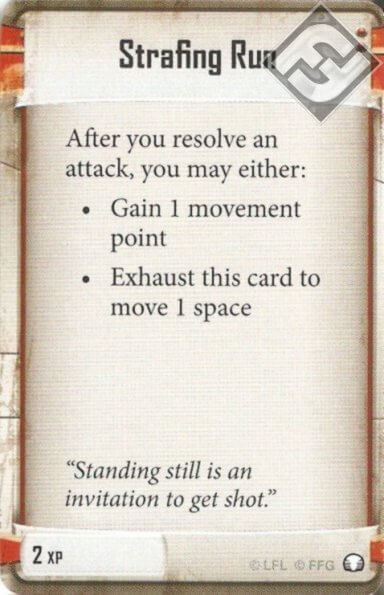 Strafing Run
After you resolve an
attack, you may either:
• Gain 1 movement
point
• Exhaust this card to
move 1 space
“Standing still is an
invitation to get shot.”
2 XP
© LFL © FFG